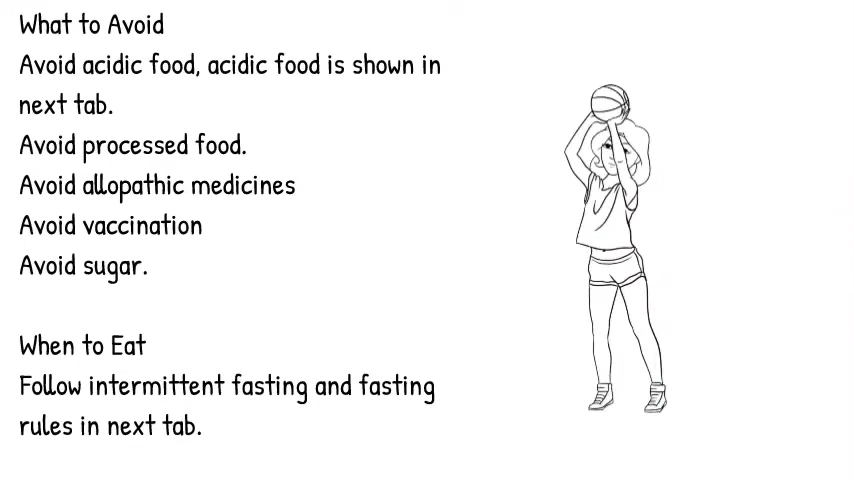 What to Avoid
Avoid acidic food, acidic food is shown in
next tab.
Avoid processed food.
Avoid allopathic medicines
Avoid vaccination
Avoid sugar.
When to Eat
Follow intermittent fasting and fasting
rules in next tab.